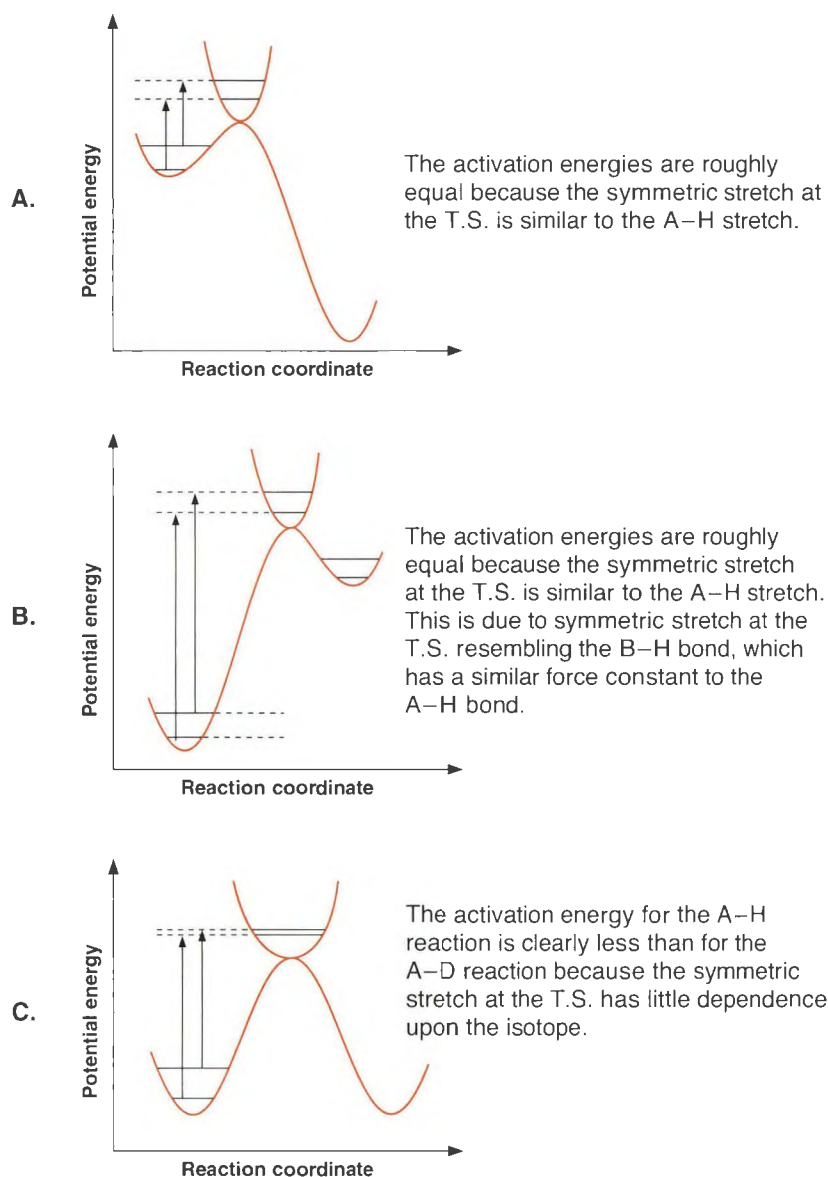 A.
Potential energy
Reaction coordinate
The activation energies are roughly
equal because the symmetric stretch at
the T.S. is similar to the A–H stretch.
B.
Potential energy
Reaction coordinate
The activation energies are roughly
equal because the symmetric stretch
at the T.S. is similar to the A–H stretch.
This is due to symmetric stretch at the
T.S. resembling the B–H bond, which
has a similar force constant to the
A–H bond.
C.
Potential energy
Reaction coordinate
The activation energy for the A–H
reaction is clearly less than for the
A–D reaction because the symmetric
stretch at the T.S. has little dependence
upon the isotope.